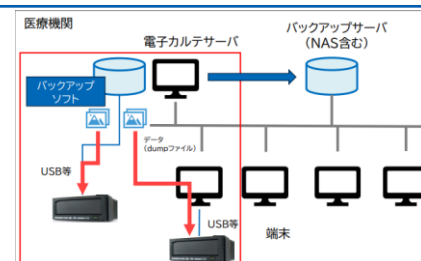 医療機関
電子カルテサーバ
バックアップサーバ
(NAS含む)
バックアップ
ソフト
データ
(dumpファイル)
USB等
USB等
端末